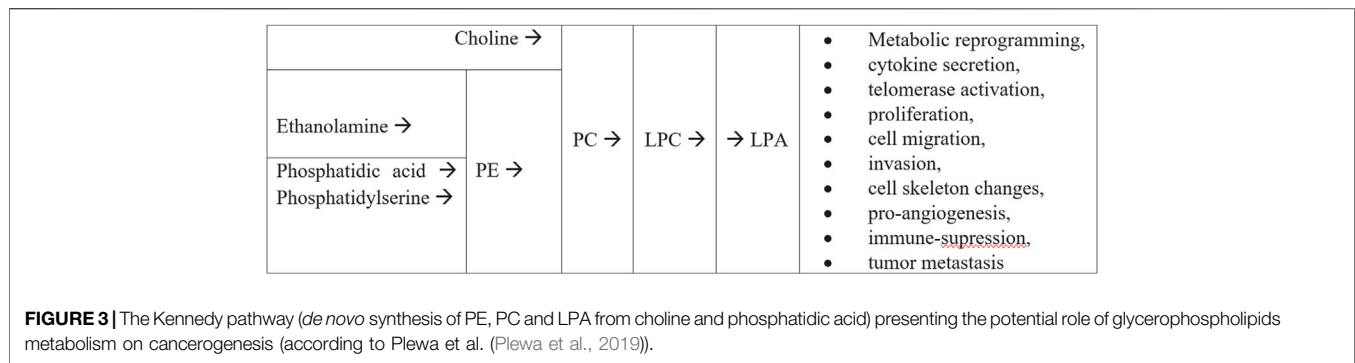 Choline →
Ethanolamine →
Phosphatidic acid →
Phosphatidylserine →
PE →
PC →
LPC →
→ LPA
• Metabolic reprogramming,
• cytokine secretion,
• telomerase activation,
• proliferation,
• cell migration,
• invasion,
• cell skeleton changes,
• pro-angiogenesis,
• immune-supression,
• tumor metastasis
FIGURE 3 | The Kennedy pathway (de novo synthesis of PE, PC and LPA from choline and phosphatidic acid) presenting the potential role of glycerophospholipids
metabolism on cancerogenesis (according to Plewa et al. (Plewa et al., 2019)).